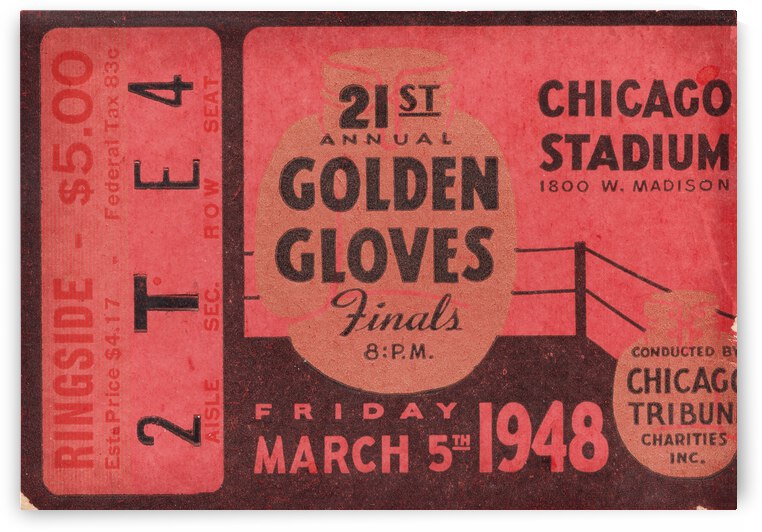 RINGSIDE - $5.00
Est. Price $4.17 - Federal Tax 83c
2 T E 4
AISLE SEC. ROW SEAT
21ST
ANNUAL
GOLDEN
GLOVES
Finals
8:P.M.
FRIDAY
MARCH 5TH 1948
CHICAGO
STADIUM
1800 W. MADISON
CONDUCTED BY
CHICAG
TRIBUN
CHARITIES
INC.